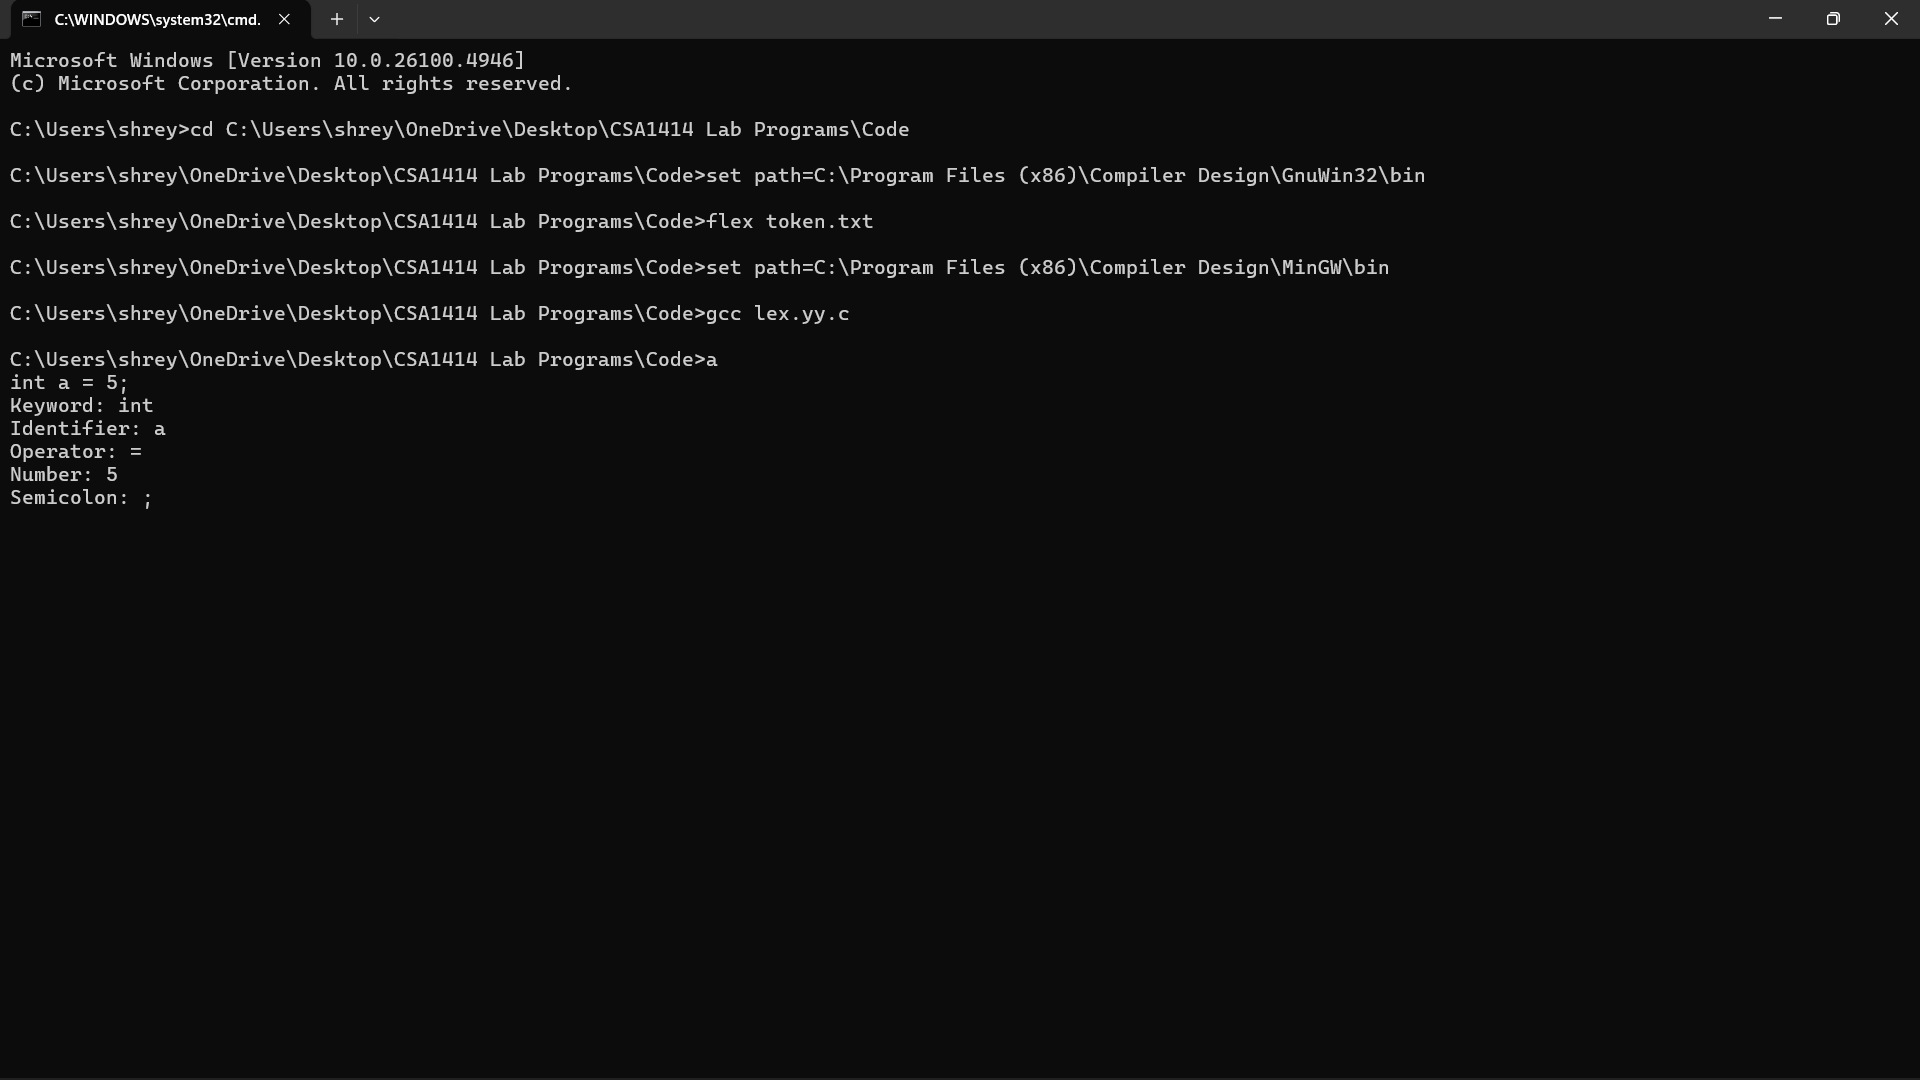 C:\WINDOWS\system32\cmd.
Microsoft Windows [Version 10.0.26100.4946]
(c) Microsoft Corporation. All rights reserved.
C:\Users\shrey>cd C:\Users\shrey\OneDrive\Desktop\CSA1414 Lab Programs\Code
C:\Users\shrey\OneDrive\Desktop\CSA1414 Lab Programs\Code>set path=C:\Program Files (x86)\Compiler Design\GnuWin32\bin
C:\Users\shrey\OneDrive\Desktop\CSA1414 Lab Programs\Code>flex token.txt
C:\Users\shrey\OneDrive\Desktop\CSA1414 Lab Programs\Code>set path=C:\Program Files (x86)\Compiler Design\MinGW\bin
C:\Users\shrey\OneDrive\Desktop\CSA1414 Lab Programs\Code>gcc lex.yy.c
C:\Users\shrey\OneDrive\Desktop\CSA1414 Lab Programs\Code>a
int a = 5;
Keyword: int
Identifier: a
Operator: =
Number: 5
Semicolon: ;